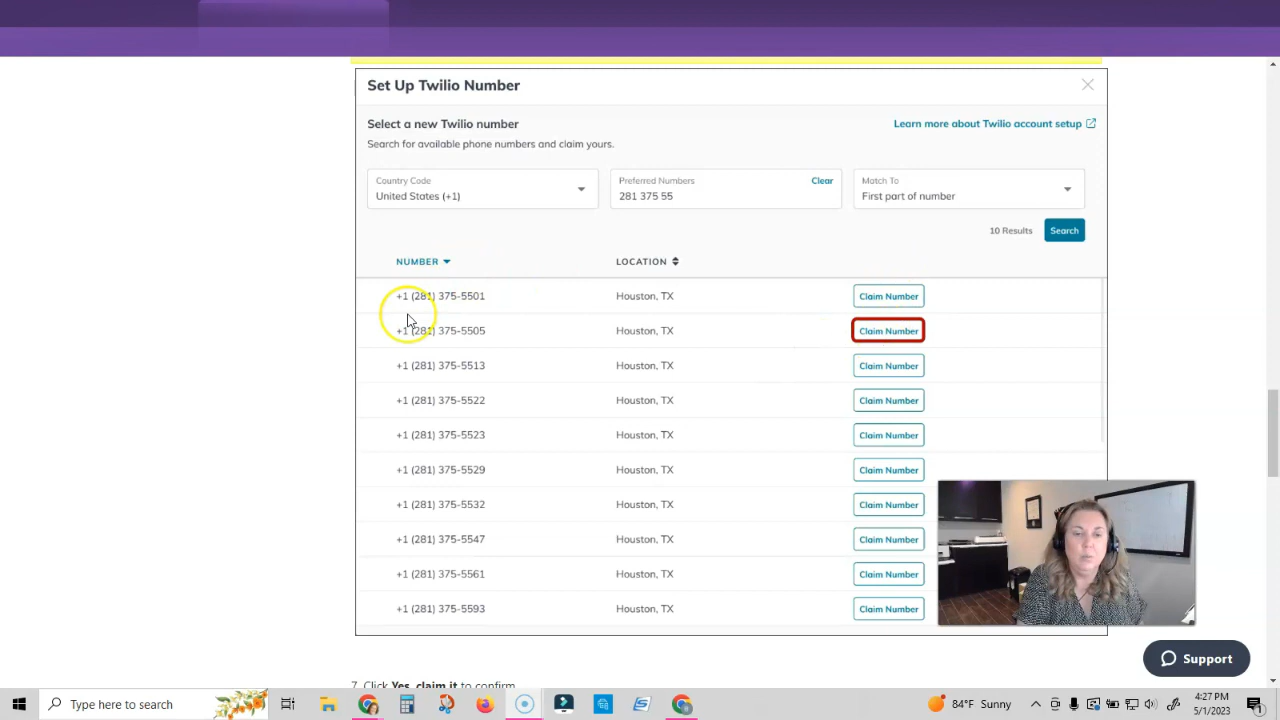 Set Up Twilio Number
Select a new Twilio number
Learn more about Twilio account setup
Search for available phone numbers and claim yours.
Country Code
United States (+1)
Preferred Numbers
Clear
281 375 55
Match To
First part of number
10 Results
Search
NUMBER
LOCATION
+1 (281) 375-5501 Houston, TX Claim Number
+1 (281) 375-5505 Houston, TX Claim Number
+1 (281) 375-5513 Houston, TX Claim Number
+1 (281) 375-5522 Houston, TX Claim Number
+1 (281) 375-5523 Houston, TX Claim Number
+1 (281) 375-5529 Houston, TX Claim Number
+1 (281) 375-5532 Houston, TX Claim Number
+1 (281) 375-5547 Houston, TX Claim Number
+1 (281) 375-5561 Houston, TX Claim Number
+1 (281) 375-5593 Houston, TX Claim Number
Support
7. Click Yes, claim it to confirm
Type here to search
84°F Sunny
4:27 PM
5/1/2023